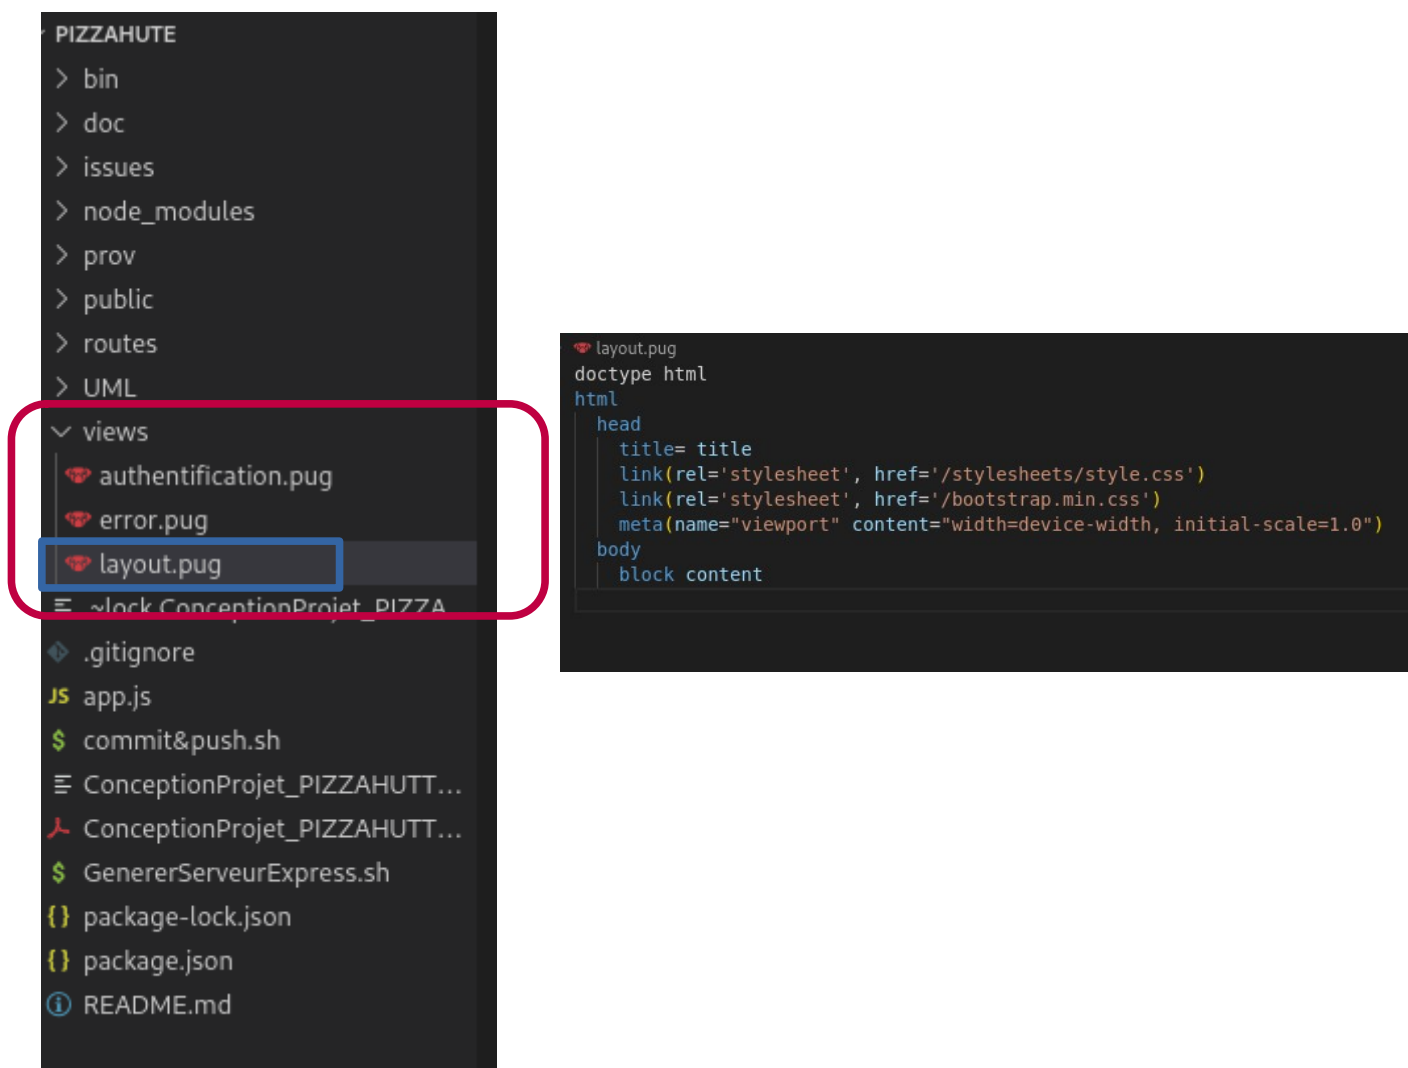 PIZZAHUTE
bin
doc
issues
node_modules
prov
public
routes
UML
views
authentification.pug
error.pug
layout.pug
.~lock.ConceptionProjet_PIZZA
.gitignore
JS app.js
$ commit&push.sh
ConceptionProjet_PIZZAHUTT...
ConceptionProjet_PIZZAHUTT...
$ GenererServeurExpress.sh
{} package-lock.json
{} package.json
README.md
layout.pug
doctype html
html
head
title= title
link(rel='stylesheet', href='/stylesheets/style.css')
link(rel='stylesheet', href='/bootstrap.min.css')
meta(name="viewport" content="width=device-width, initial-scale=1.0")
body
block content